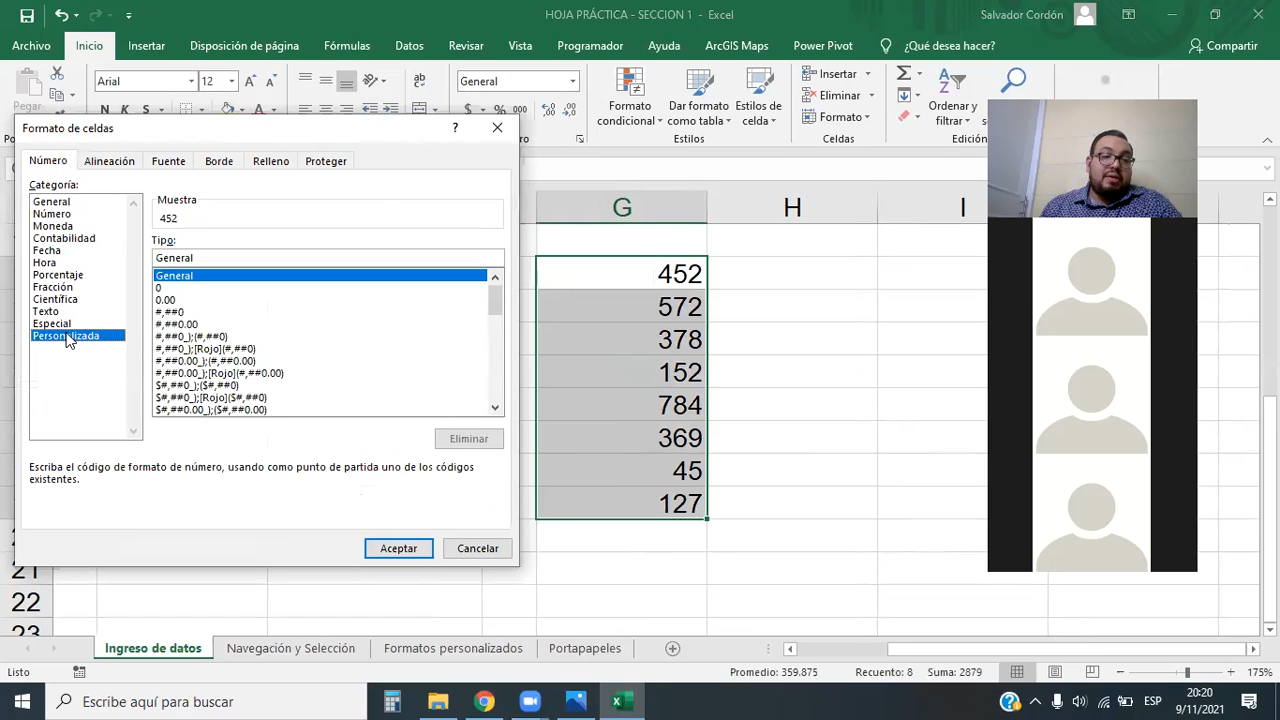 HOJA PRÁCTICA - SECCION 1 - Excel
Salvador Cordón
Archivo Inicio Insertar Disposición de página Fórmulas Datos Revisar Vista Programador Ayuda ArcGIS Maps Power Pivot ¿Qué desea hacer? Compartir
Pegar
Arial 12
N K S
General
$ % 000
Formato condicional
Dar formato como tabla
Estilos de celda
Estilos
Insertar
Eliminar
Formato
Celdas
Ordenar y
Formato de celdas
Número Alineación Fuente Borde Relleno Proteger
Categoría:
General
Número
Moneda
Contabilidad
Fecha
Hora
Porcentaje
Fracción
Científica
Texto
Especial
Personalizada
Muestra
452
Tipo:
General
General
0
0.00
#,##0
#,##0.00
#,##0_);(#,##0)
#,##0_);[Rojo](#,##0)
#,##0.00_);(#,##0.00)
#,##0.00_);[Rojo](#,##0.00)
$#,##0_);($#,##0)
$#,##0_);[Rojo]($#,##0)
$#,##0.00_);($#,##0.00)
Eliminar
Escriba el código de formato de número, usando como punto de partida uno de los códigos
existentes.
Aceptar Cancelar
G H I
452
572
378
152
784
369
45
127
21
22
23
Ingreso de datos Navegación y Selección Formatos personalizados Portapapeles
Listo
Promedio: 359.875 Recuento: 8 Suma: 2879
175%
Escribe aquí para buscar
ESP
20:20
9/11/2021